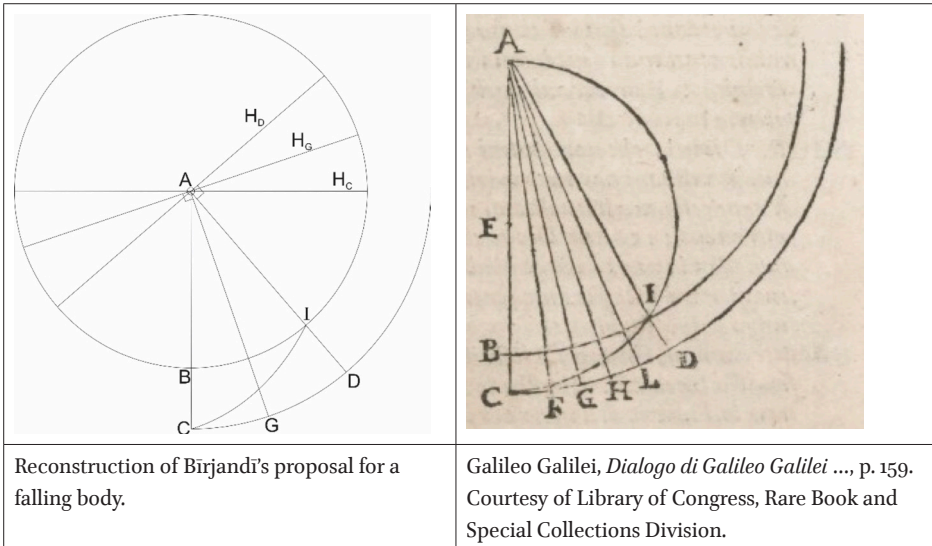 H_D
H_G
A
H_C
I
B
D
G
C
A
E
I
B
D
C
F
G
H
L
Reconstruction of Bīrjandī’s proposal for a
falling body.
Galileo Galilei, Dialogo di Galileo Galilei …, p. 159.
Courtesy of Library of Congress, Rare Book and
Special Collections Division.